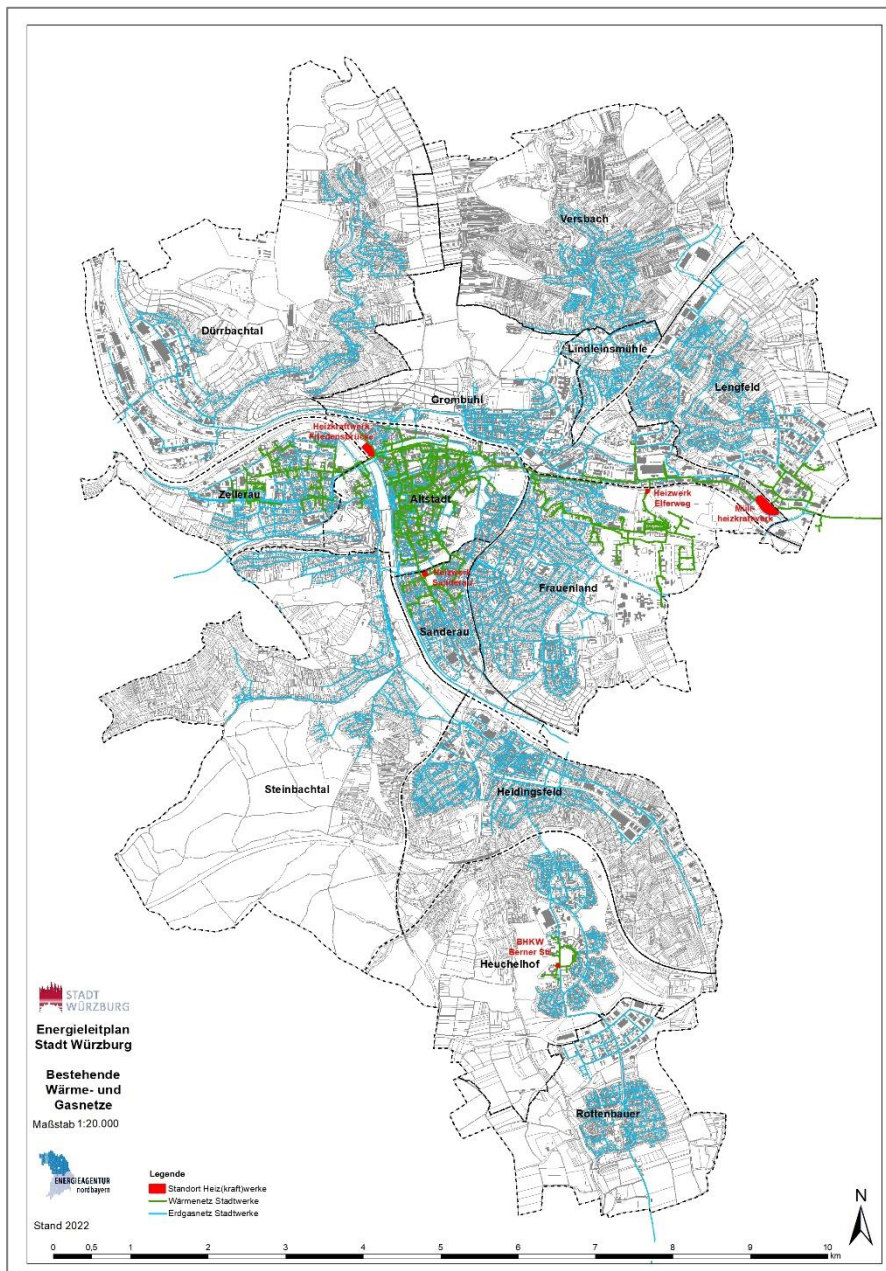 Versbach
Dürrbachtal
Lindleinsmühle
Lengfeld
Grombühl
Heizkraftwerk
Friedensbrücke
Zellerau
Altstadt
Heizwerk
Elferweg
Müll-
heizkraftwerk
Heizwerk
Sanderau
Frauenland
Sanderau
Steinbachtal
Heidingsfeld
BHKW
Berner Str.
Heuchelhof
Rottenbauer
STADT
WÜRZBURG
Energieleitplan
Stadt Würzburg
Bestehende
Wärme- und
Gasnetze
Maßstab 1:20.000
ENERGIEAGENTUR
nordbayern
Legende
Standort Heiz(kraft)werke
Wärmenetz Stadtwerke
Erdgasnetz Stadtwerke
Stand 2022
N
0 0,5 1 2 3 4 5 6 7 8 9 10
km